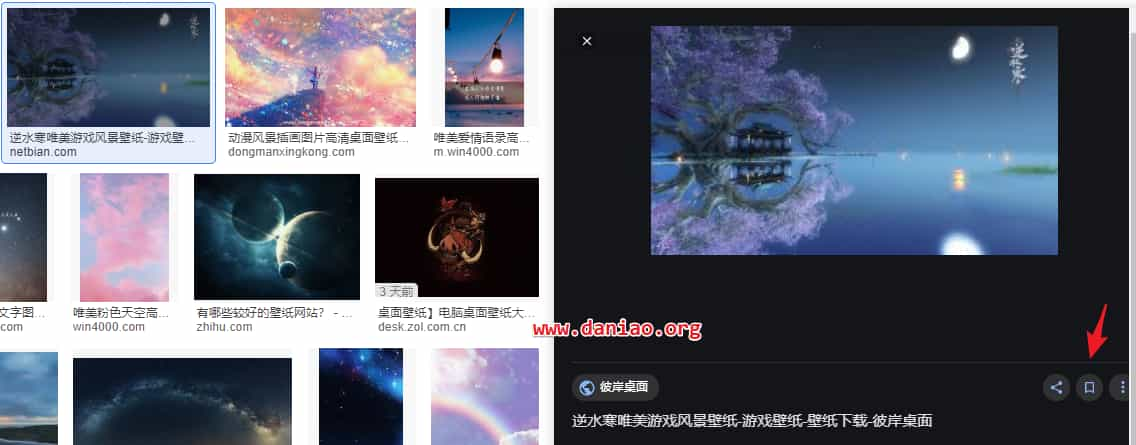 逆水寒唯美游戏风景壁纸-游戏壁...
netbian.com
动漫风景插画图片高清桌面壁纸...
dongmanxingkong.com
唯美爱情语录高...
m.win4000.com
文字图...
com
唯美粉色天空高...
win4000.com
有哪些较好的壁纸网站？ - ...
zhihu.com
3 天前
桌面壁纸】电脑桌面壁纸大...
desk.zol.com.cn
逆水寒
逆水寒
www.daniao.org
彼岸桌面
逆水寒唯美游戏风景壁纸-游戏壁纸-壁纸下载-彼岸桌面